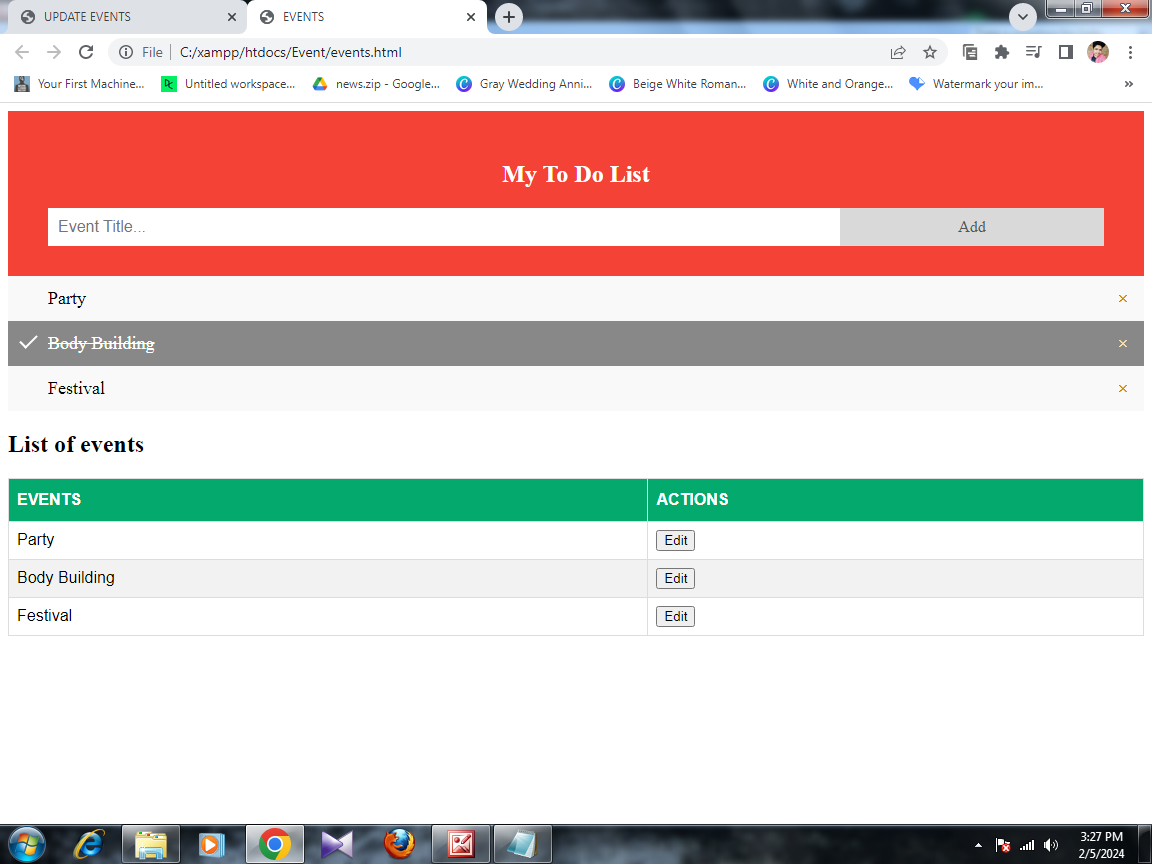 UPDATE EVENTS
EVENTS
File
C:/xampp/htdocs/Event/events.html
Your First Machine...
Untitled workspace...
news.zip - Google...
Gray Wedding Anni...
Beige White Roman...
White and Orange...
Watermark your im...
My To Do List
Event Title...
Add
Party
Body Building
Festival
List of events
EVENTS ACTIONS
Party Edit
Body Building Edit
Festival Edit
3:27 PM
2/5/2024